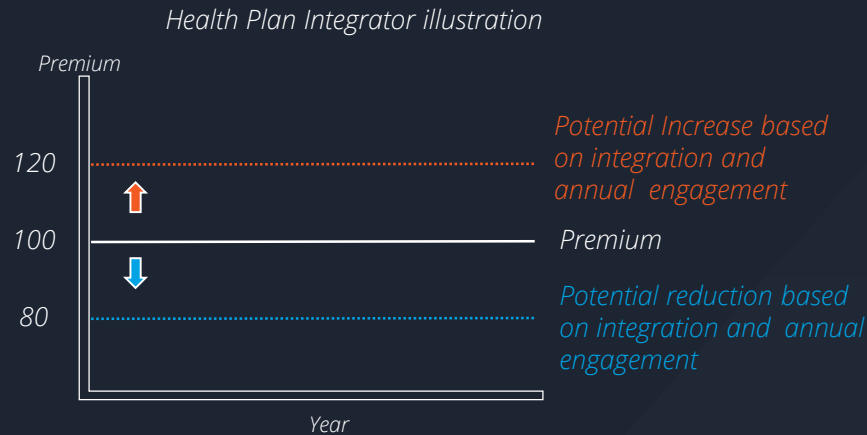 Health Plan Integrator illustration
Premium
120
Potential Increase based
on integration and
annual engagement
100
Premium
80
Potential reduction based
on integration and annual
engagement
Year